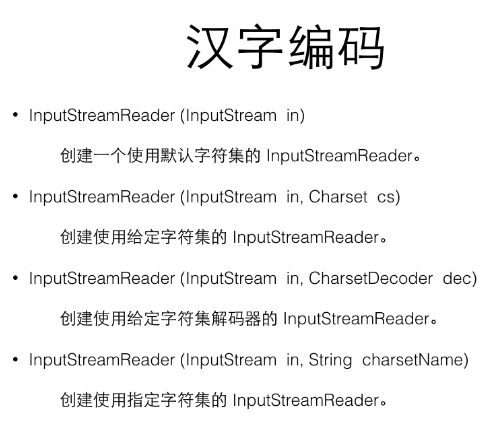 汉字编码
• InputStreamReader (InputStream in)
创建一个使用默认字符集的 InputStreamReader。
• InputStreamReader (InputStream in, Charset cs)
创建使用给定字符集的 InputStreamReader。
• InputStreamReader (InputStream in, CharsetDecoder dec)
创建使用给定字符集解码器的 InputStreamReader。
• InputStreamReader (InputStream in, String charsetName)
创建使用指定字符集的 InputStreamReader。